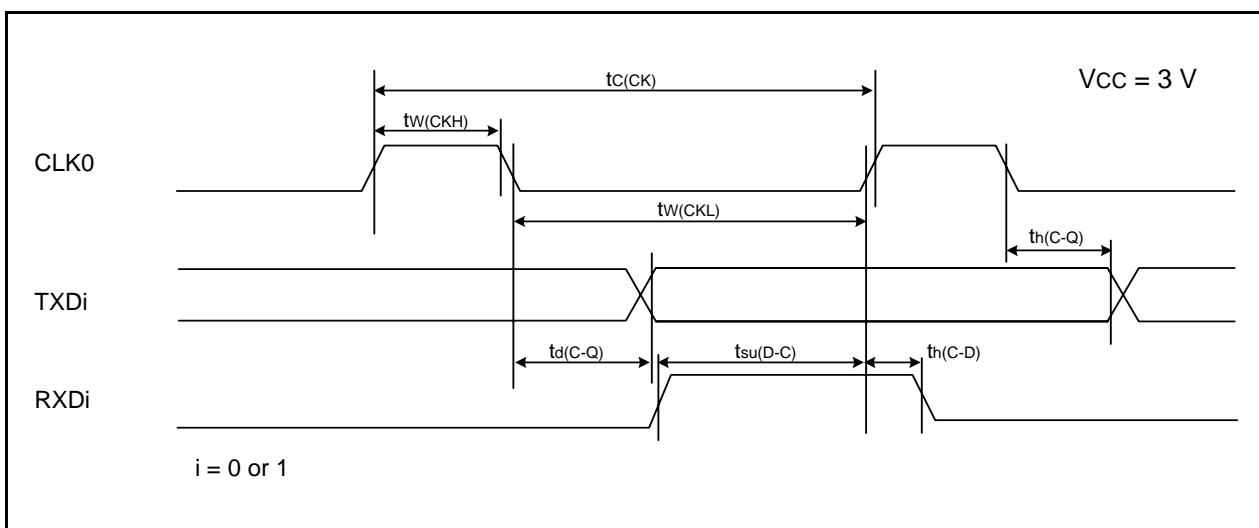 tC(CK)
VCC = 3 V
tW(CKH)
CLK0
tW(CKL)
th(C-Q)
TXDi
td(C-Q)
tsu(D-C)
th(C-D)
RXDi
i = 0 or 1